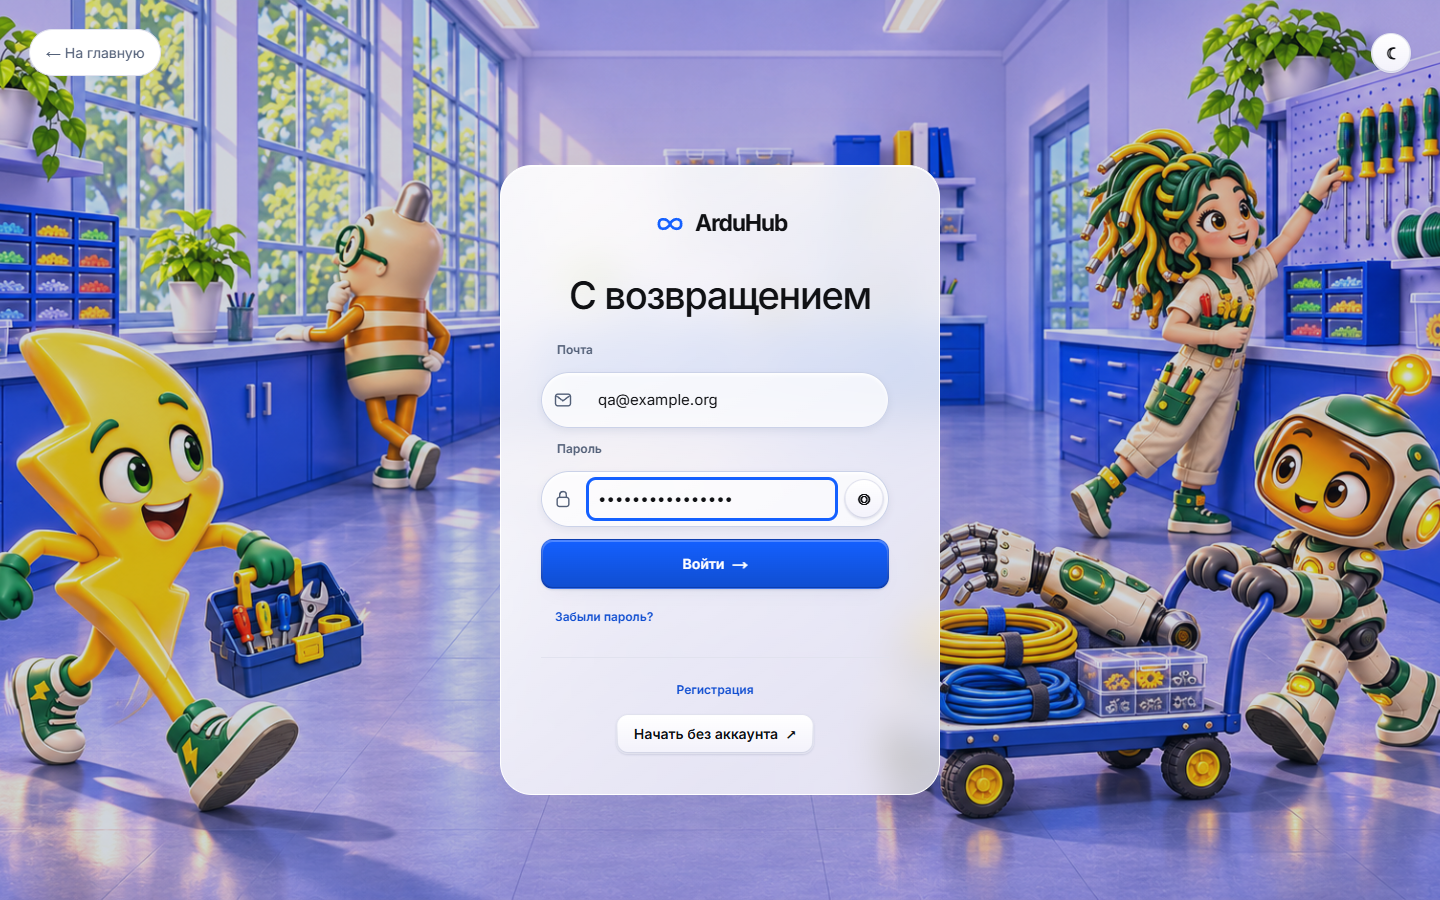 ← На главную
ArduHub
С возвращением
Почта
qa@example.org
Пароль
••••••••••••••••
Войти →
Забыли пароль?
Регистрация
Начать без аккаунта ↗